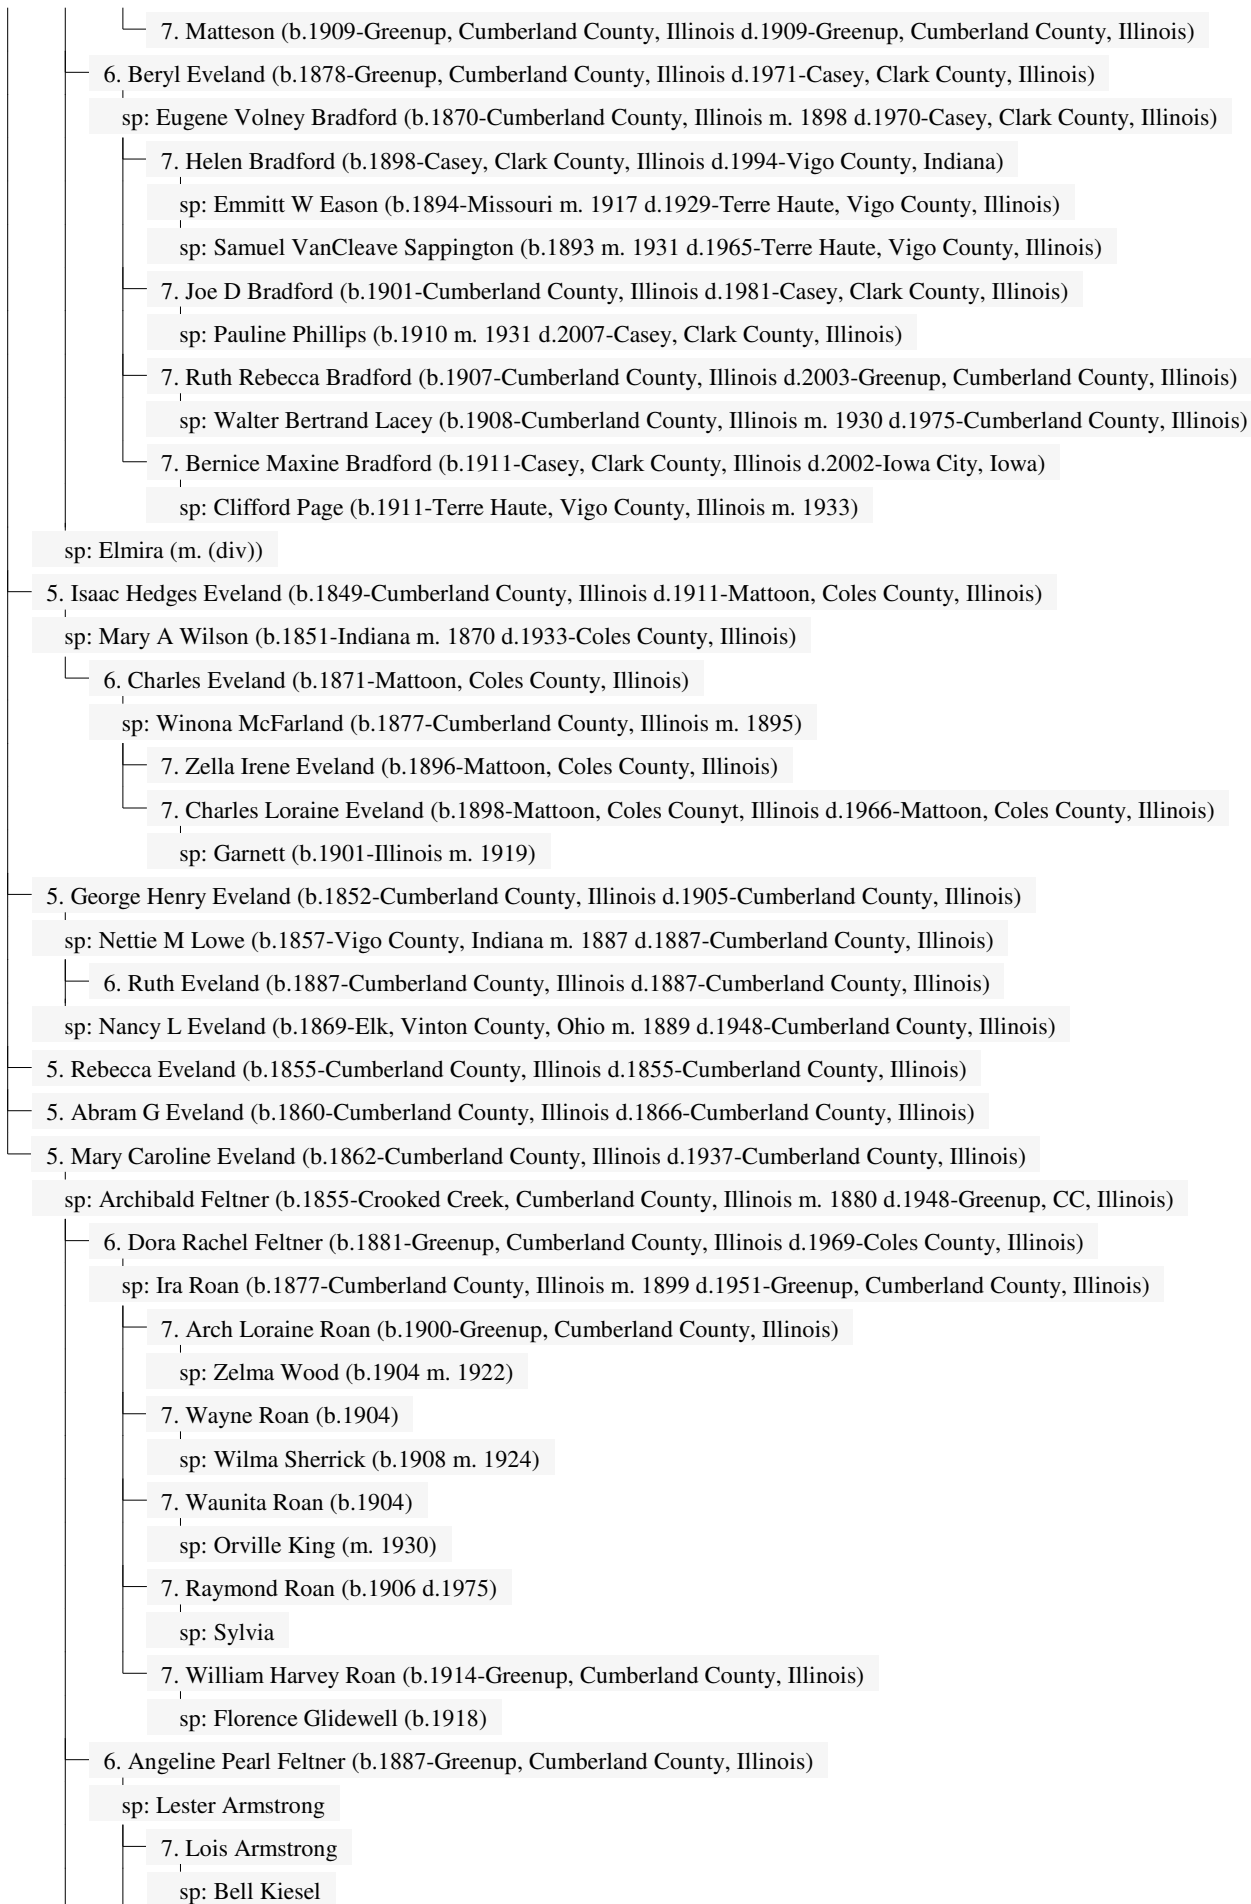 7. Matteson (b.1909-Greenup, Cumberland County, Illinois d.1909-Greenup, Cumberland County, Illinois)
6. Beryl Eveland (b.1878-Greenup, Cumberland County, Illinois d.1971-Casey, Clark County, Illinois)
sp: Eugene Volney Bradford (b.1870-Cumberland County, Illinois m. 1898 d.1970-Casey, Clark County, Illinois)
7. Helen Bradford (b.1898-Casey, Clark County, Illinois d.1994-Vigo County, Indiana)
sp: Emmitt W Eason (b.1894-Missouri m. 1917 d.1929-Terre Haute, Vigo County, Illinois)
sp: Samuel VanCleave Sappington (b.1893 m. 1931 d.1965-Terre Haute, Vigo County, Illinois)
7. Joe D Bradford (b.1901-Cumberland County, Illinois d.1981-Casey, Clark County, Illinois)
sp: Pauline Phillips (b.1910 m. 1931 d.2007-Casey, Clark County, Illinois)
7. Ruth Rebecca Bradford (b.1907-Cumberland County, Illinois d.2003-Greenup, Cumberland County, Illinois)
sp: Walter Bertrand Lacey (b.1908-Cumberland County, Illinois m. 1930 d.1975-Cumberland County, Illinois)
7. Bernice Maxine Bradford (b.1911-Casey, Clark County, Illinois d.2002-Iowa City, Iowa)
sp: Clifford Page (b.1911-Terre Haute, Vigo County, Illinois m. 1933)
sp: Elmira (m. (div))
5. Isaac Hedges Eveland (b.1849-Cumberland County, Illinois d.1911-Mattoon, Coles County, Illinois)
sp: Mary A Wilson (b.1851-Indiana m. 1870 d.1933-Coles County, Illinois)
6. Charles Eveland (b.1871-Mattoon, Coles County, Illinois)
sp: Winona McFarland (b.1877-Cumberland County, Illinois m. 1895)
7. Zella Irene Eveland (b.1896-Mattoon, Coles County, Illinois)
7. Charles Loraine Eveland (b.1898-Mattoon, Coles Counyt, Illinois d.1966-Mattoon, Coles County, Illinois)
sp: Garnett (b.1901-Illinois m. 1919)
5. George Henry Eveland (b.1852-Cumberland County, Illinois d.1905-Cumberland County, Illinois)
sp: Nettie M Lowe (b.1857-Vigo County, Indiana m. 1887 d.1887-Cumberland County, Illinois)
6. Ruth Eveland (b.1887-Cumberland County, Illinois d.1887-Cumberland County, Illinois)
sp: Nancy L Eveland (b.1869-Elk, Vinton County, Ohio m. 1889 d.1948-Cumberland County, Illinois)
5. Rebecca Eveland (b.1855-Cumberland County, Illinois d.1855-Cumberland County, Illinois)
5. Abram G Eveland (b.1860-Cumberland County, Illinois d.1866-Cumberland County, Illinois)
5. Mary Caroline Eveland (b.1862-Cumberland County, Illinois d.1937-Cumberland County, Illinois)
sp: Archibald Feltner (b.1855-Crooked Creek, Cumberland County, Illinois m. 1880 d.1948-Greenup, CC, Illinois)
6. Dora Rachel Feltner (b.1881-Greenup, Cumberland County, Illinois d.1969-Coles County, Illinois)
sp: Ira Roan (b.1877-Cumberland County, Illinois m. 1899 d.1951-Greenup, Cumberland County, Illinois)
7. Arch Loraine Roan (b.1900-Greenup, Cumberland County, Illinois)
sp: Zelma Wood (b.1904 m. 1922)
7. Wayne Roan (b.1904)
sp: Wilma Sherrick (b.1908 m. 1924)
7. Waunita Roan (b.1904)
sp: Orville King (m. 1930)
7. Raymond Roan (b.1906 d.1975)
sp: Sylvia
7. William Harvey Roan (b.1914-Greenup, Cumberland County, Illinois)
sp: Florence Glidewell (b.1918)
6. Angeline Pearl Feltner (b.1887-Greenup, Cumberland County, Illinois)
sp: Lester Armstrong
7. Lois Armstrong
sp: Bell Kiesel